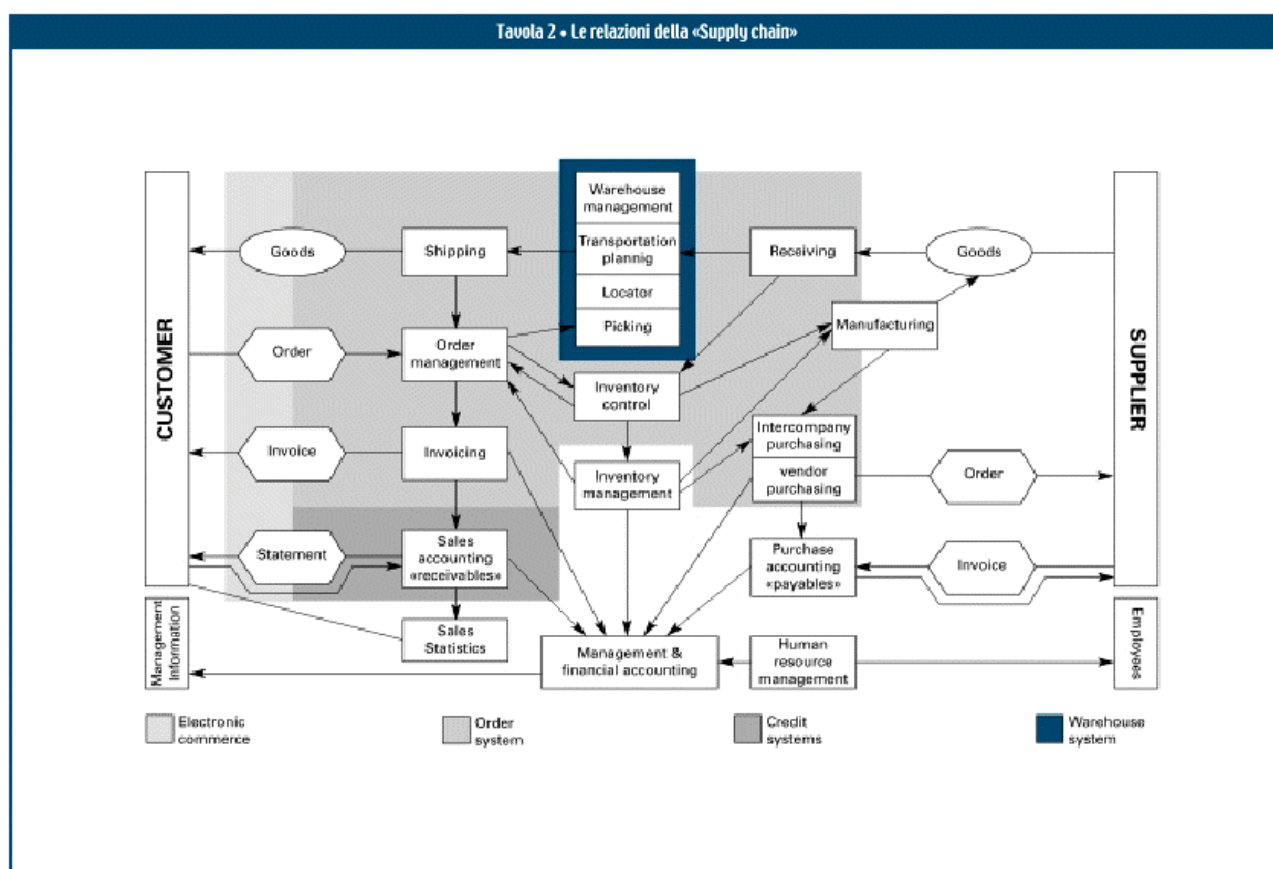 Tavola 2 • Le relazioni della «Supply chain»
CUSTOMER
Management
Information
Goods
Order
Invoice
Statement
Shipping
Order
management
Invoicing
Sales
accounting
«receivables»
Sales
Statistics
Warehouse
management
Transportation
plannig
Locator
Picking
Inventory
control
Inventory
management
Management &
financial accounting
Receiving
Manufacturing
Intercompany
purchasing
vendor
purchasing
Purchase
accounting
«payables»
Human
resource
management
Goods
Order
Invoice
SUPPLIER
Employees
Electronic
commerce
Order
system
Credit
systems
Warehouse
system